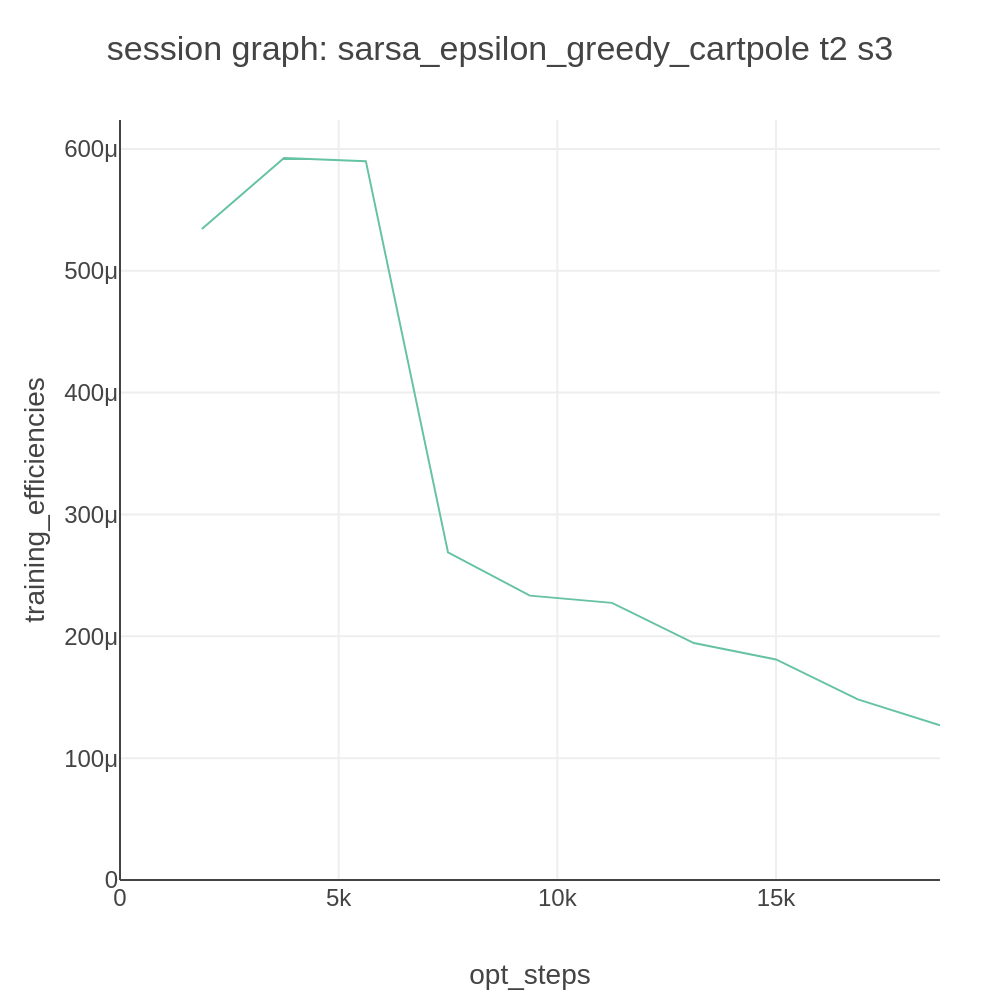 session graph: sarsa_epsilon_greedy_cartpole t2 s3
600μ
500μ
400μ
300μ
200μ
100μ
0
training_efficiencies
0 5k 10k 15k
opt_steps